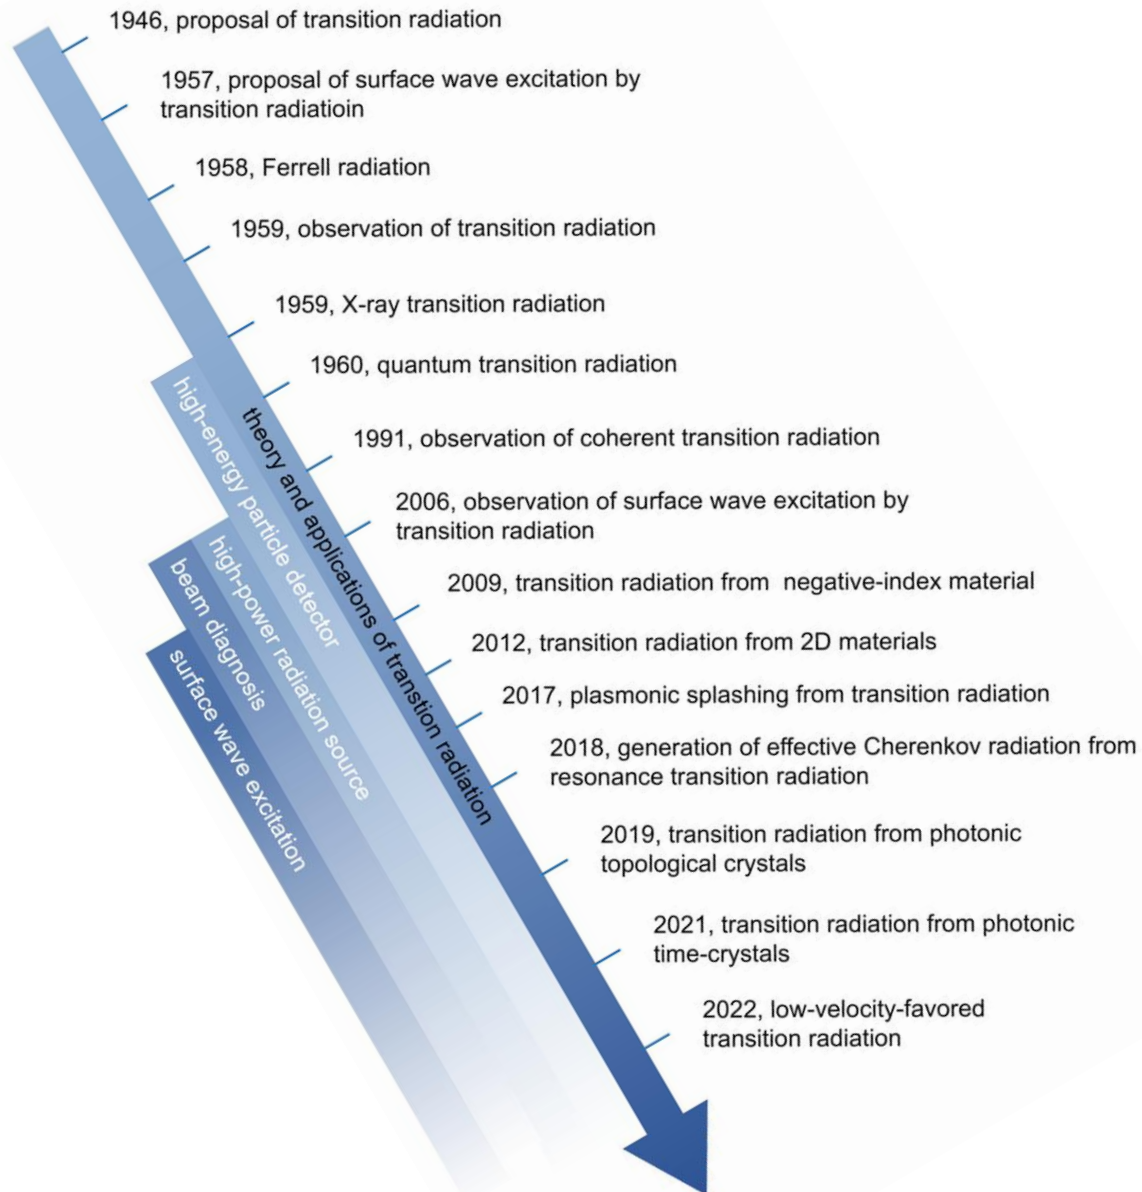 1946, proposal of transition radiation
1957, proposal of surface wave excitation by
transition radiatioin
1958, Ferrell radiation
1959, observation of transition radiation
1959, X-ray transition radiation
1960, quantum transition radiation
1991, observation of coherent transition radiation
2006, observation of surface wave excitation by
transition radiation
2009, transition radiation from negative-index material
2012, transition radiation from 2D materials
2017, plasmonic splashing from transition radiation
2018, generation of effective Cherenkov radiation from
resonance transition radiation
2019, transition radiation from photonic
topological crystals
2021, transition radiation from photonic
time-crystals
2022, low-velocity-favored
transition radiation
theory and applications of transtion radiation
high-energy particle detector
high-power radiation source
beam diagnosis
surface wave excitation